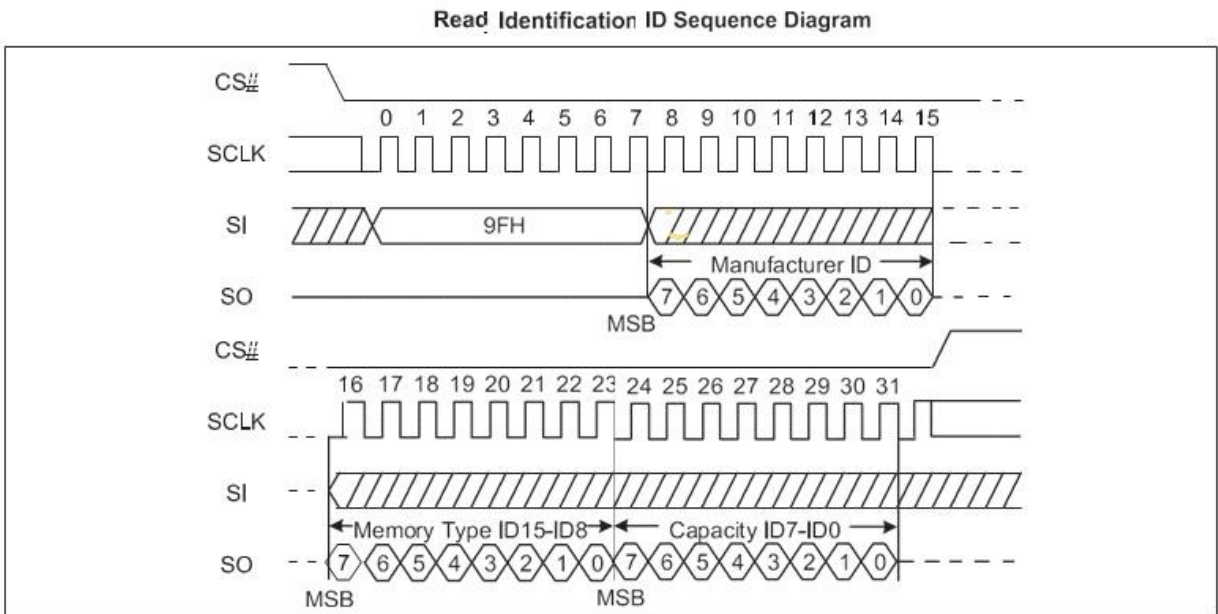 Read Identification ID Sequence Diagram
CS#
0 1 2 3 4 5 6 7 8 9 10 11 12 13 14 15
SCLK
SI 9FH
Manufacturer ID
SO 7 6 5 4 3 2 1 0
MSB
CS#
16 17 18 19 20 21 22 23 24 25 26 27 28 29 30 31
SCLK
SI
Memory Type ID15-ID8 Capacity ID7-ID0
SO 7 6 5 4 3 2 1 0 7 6 5 4 3 2 1 0
MSB MSB